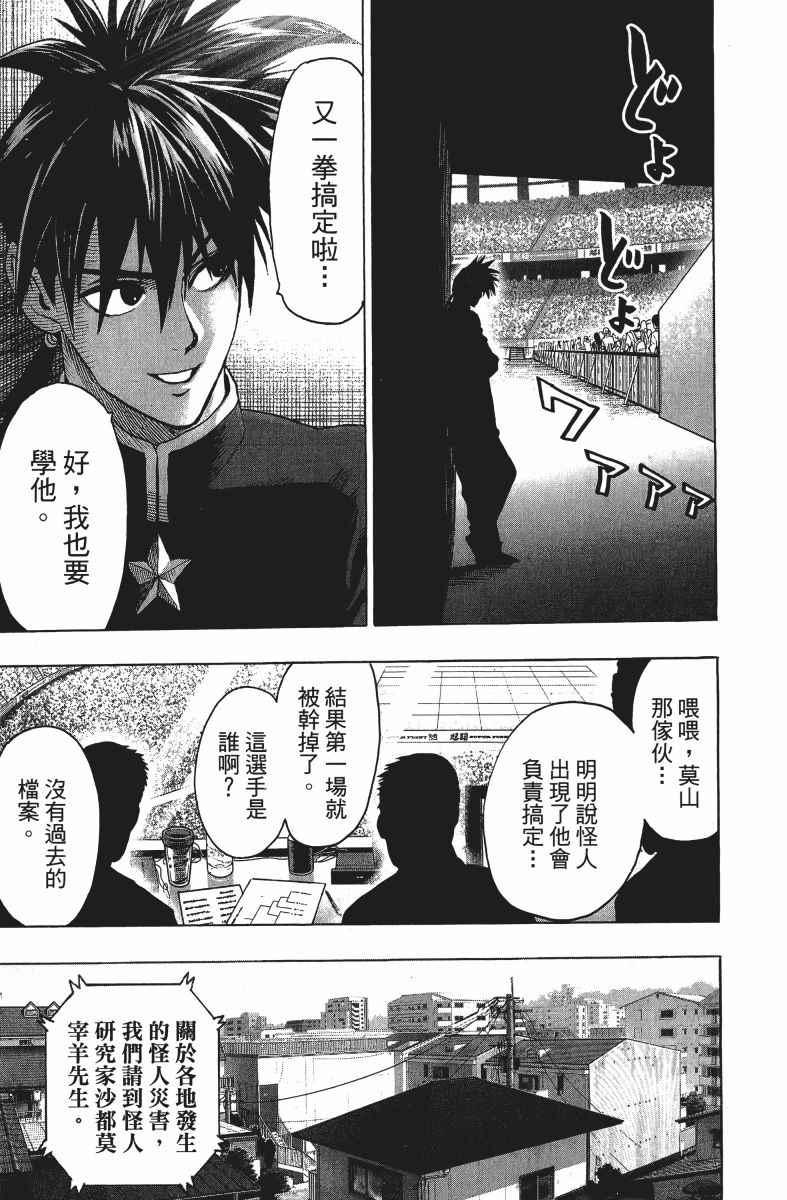 どよ
どよ
ワァァァ
又一拳搞定啦…
好，我也要
學他。
喂喂，莫山
那傢伙…
明明說怪人
出現了他會
負責搞定…
結果第一場就
被幹掉了。
這選手是
誰啊？
沒有過去的
檔案。
關於各地發生
的怪人災害，
我們請到怪人
研究家沙都莫
宰羊先生。